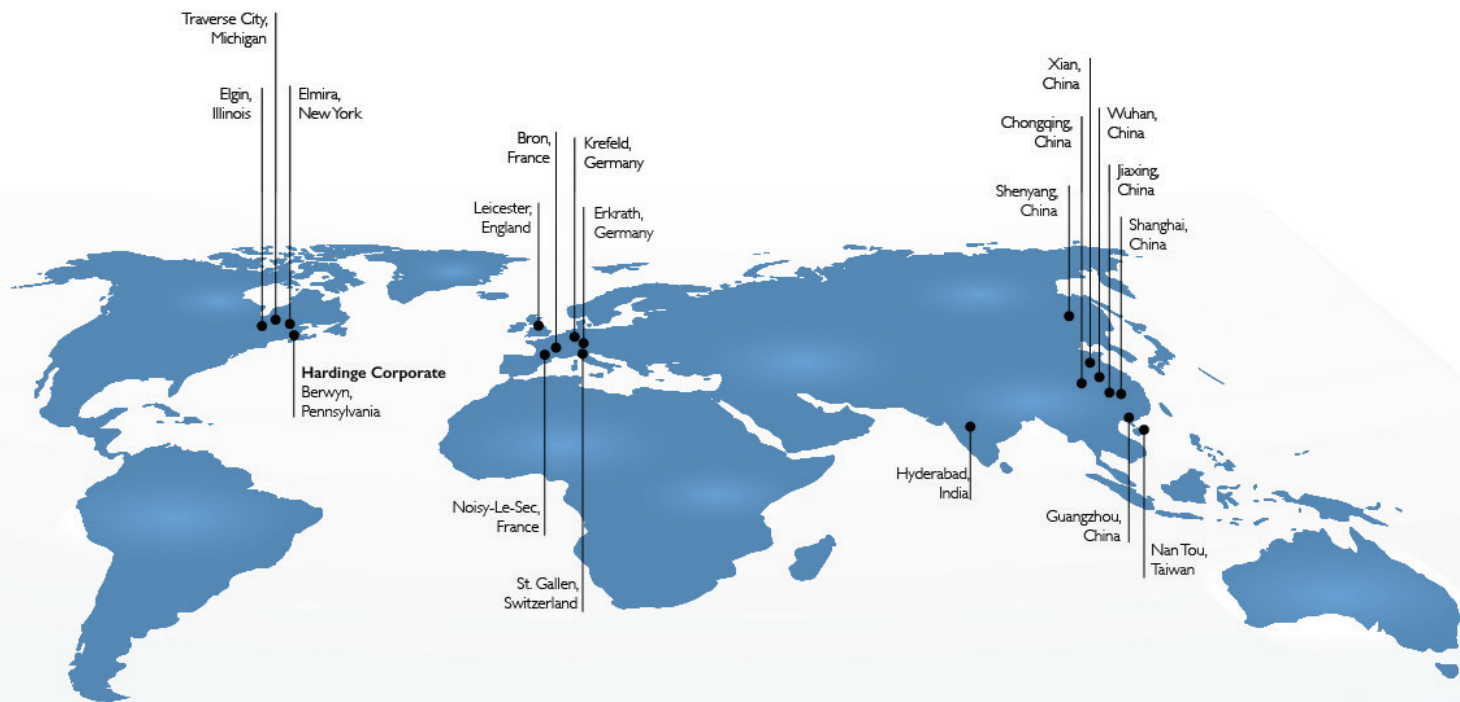 Traverse City,
Michigan
Elgin,
Illinois
Elmira,
New York
Hardinge Corporate
Berwyn,
Pennsylvania
Bron,
France
Krefeld,
Germany
Leicester,
England
Erkrath,
Germany
Noisy-Le-Sec,
France
St. Gallen,
Switzerland
Xian,
China
Chongqing,
China
Wuhan,
China
Jiaxing,
China
Shenyang,
China
Shanghai,
China
Hyderabad,
India
Guangzhou,
China
Nan Tou,
Taiwan